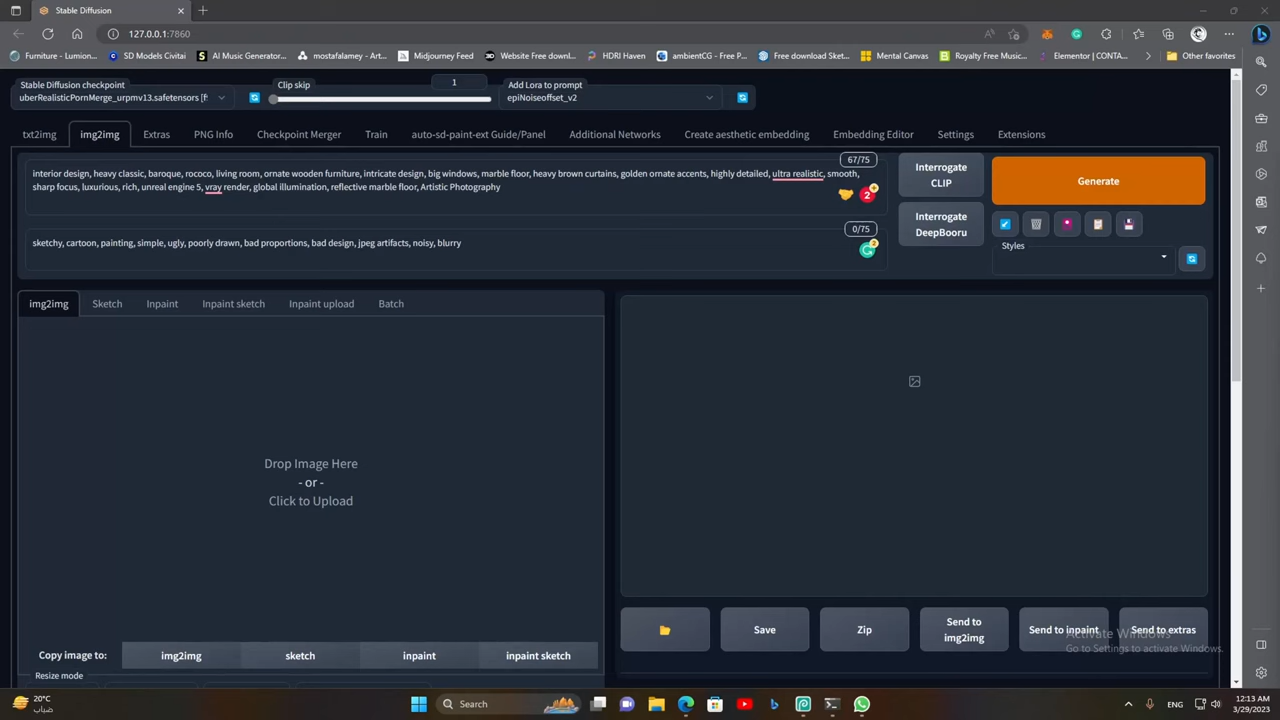 Stable Diffusion
127.0.0.1:7860
Furniture - Lumion...
SD Models Civitai
AI Music Generator...
mostafalamey - Art...
Midjourney Feed
Website Free downl...
HDRI Haven
ambientCG - Free P...
Free download Sket...
Mental Canvas
Royalty Free Music...
Elementor | CONTA...
Other favorites
Stable Diffusion checkpoint
uberRealisticPornMerge_urpmv13.safetensors [f
Clip skip
1
Add Lora to prompt
epiNoiseoffset_v2
txt2img
img2img
Extras
PNG Info
Checkpoint Merger
Train
auto-sd-paint-ext Guide/Panel
Additional Networks
Create aesthetic embedding
Embedding Editor
Settings
Extensions
67/75
interior design, heavy classic, baroque, rococo, living room, ornate wooden furniture, intricate design, big windows, marble floor, heavy brown curtains, golden ornate accents, highly detailed, ultra realistic, smooth,
sharp focus, luxurious, rich, unreal engine 5, vray render, global illumination, reflective marble floor, Artistic Photography
2
Interrogate
CLIP
Generate
0/75
sketchy, cartoon, painting, simple, ugly, poorly drawn, bad proportions, bad design, jpeg artifacts, noisy, blurry
2
Interrogate
DeepBooru
Styles
img2img
Sketch
Inpaint
Inpaint sketch
Inpaint upload
Batch
Drop Image Here
- or -
Click to Upload
Copy image to:
img2img
sketch
inpaint
inpaint sketch
Resize mode
Save
Zip
Send to
img2img
Send to inpaint
Send to extras
Activate Windows
Go to Settings to activate Windows.
20°C
ضباب
Search
ENG
12:13 AM
3/29/2023